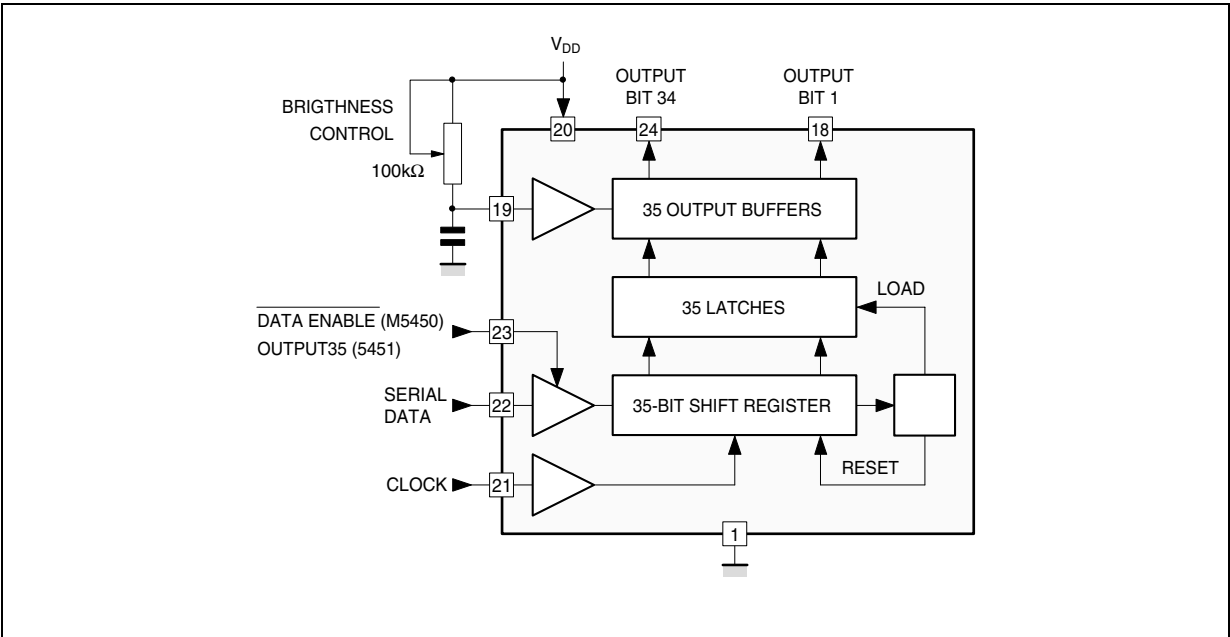 V_DD
OUTPUT
BIT 34
OUTPUT
BIT 1
BRIGTHNESS
CONTROL
100kΩ
20
24
18
19
35 OUTPUT BUFFERS
LOAD
35 LATCHES
DATA ENABLE (M5450)
OUTPUT35 (5451)
23
SERIAL
DATA
22
35-BIT SHIFT REGISTER
RESET
CLOCK
21
1